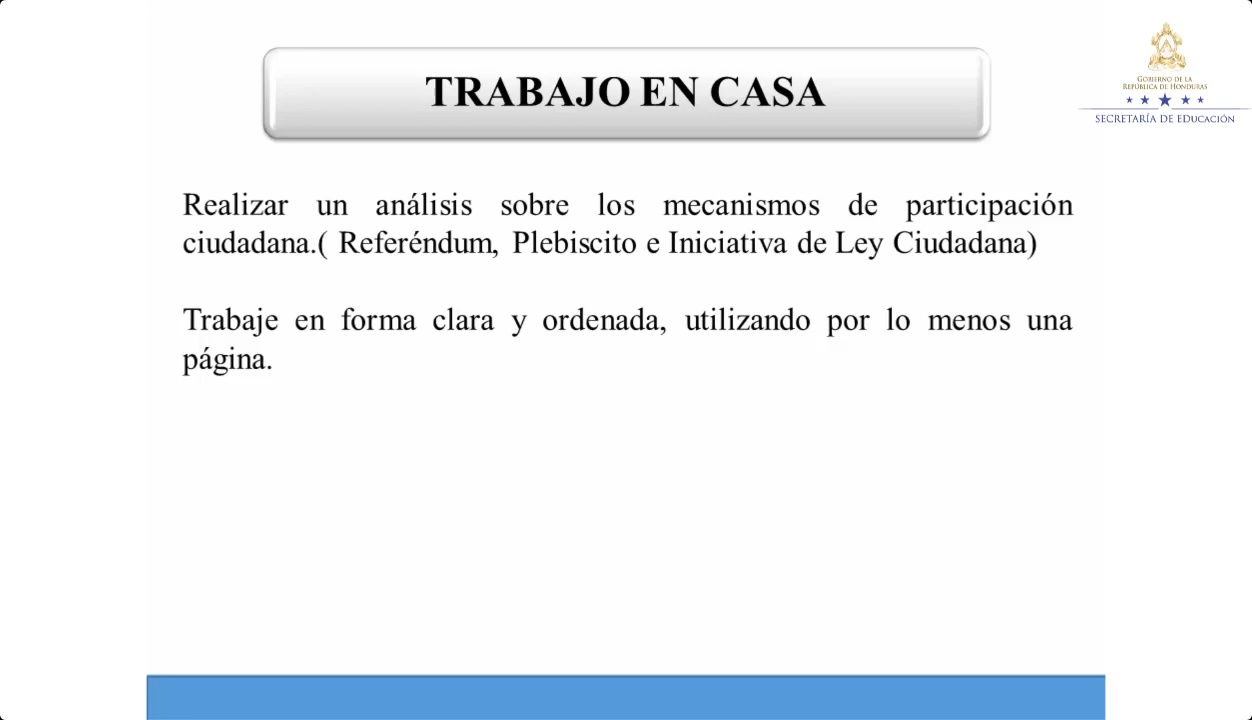 TRABAJO EN CASA
GOBIERNO DE LA
REPÚBLICA DE HONDURAS
SECRETARÍA DE EDUCACIÓN
Realizar un análisis sobre los mecanismos de participación
ciudadana.( Referéndum, Plebiscito e Iniciativa de Ley Ciudadana)
Trabaje en forma clara y ordenada, utilizando por lo menos una
página.